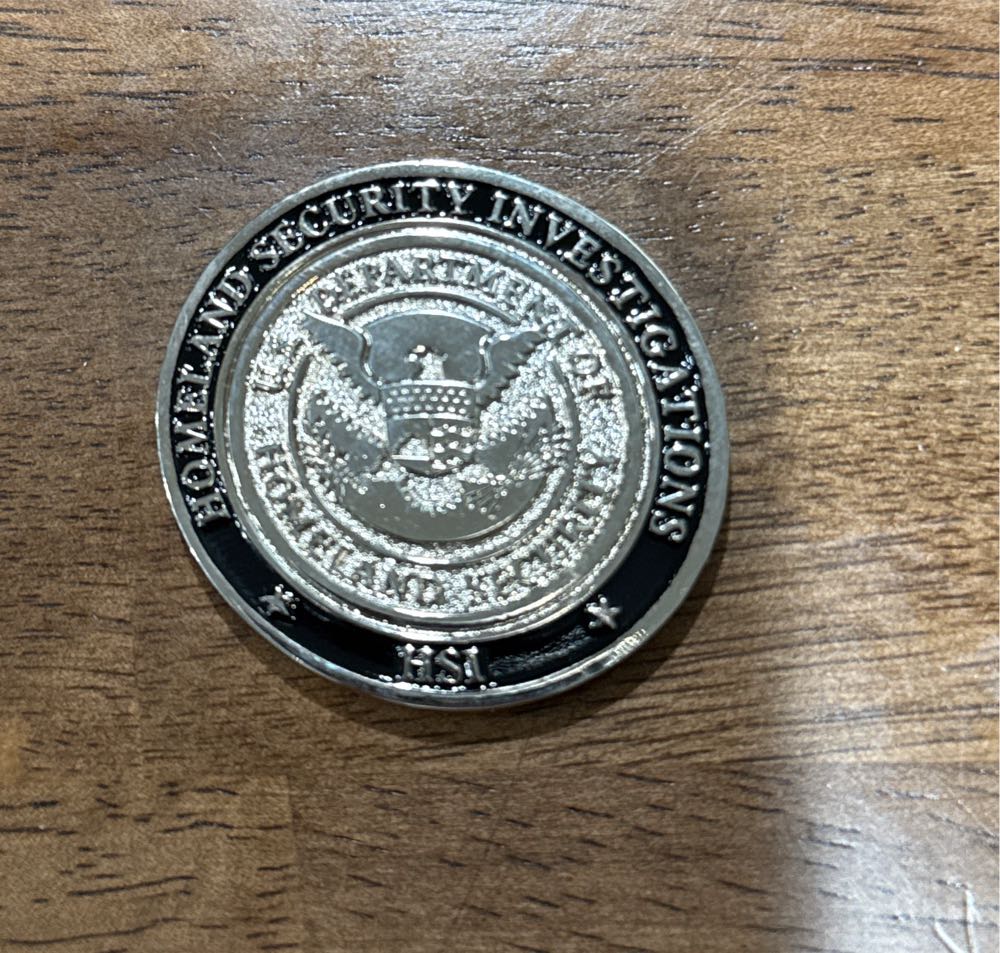 HOMELAND SECURITY INVESTIGATIONS
U.S. DEPARTMENT OF
HOMELAND SECURITY
HSI